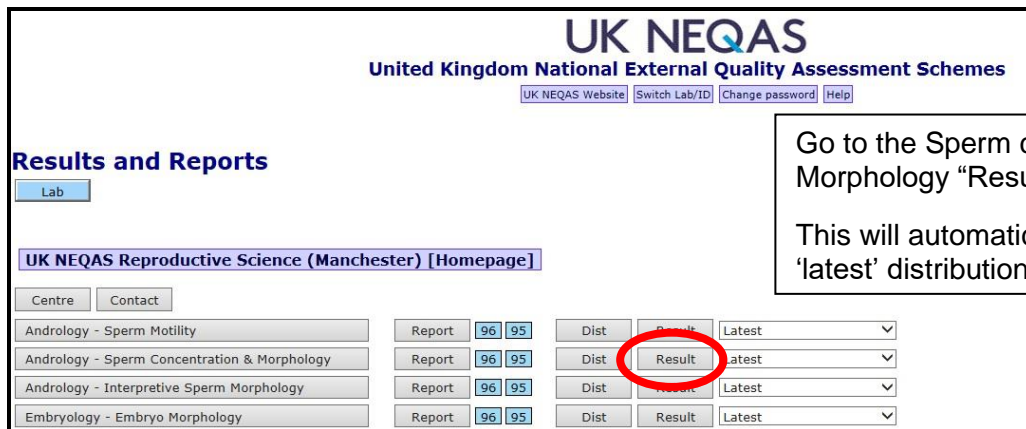 UK NEQAS
United Kingdom National External Quality Assessment Schemes
UK NEQAS Website Switch Lab/ID Change password Help
Results and Reports
Lab
Go to the Sperm
Morphology “
This will
‘latest’ distribution
UK NEQAS Reproductive Science (Manchester) [Homepage]
Centre Contact
Andrology - Sperm Motility Report 96 95 Dist Result Latest
Andrology - Sperm Concentration & Morphology Report 96 95 Dist Result Latest
Andrology - Interpretive Sperm Morphology Report 96 95 Dist Result Latest
Embryology - Embryo Morphology Report 96 95 Dist Result Latest